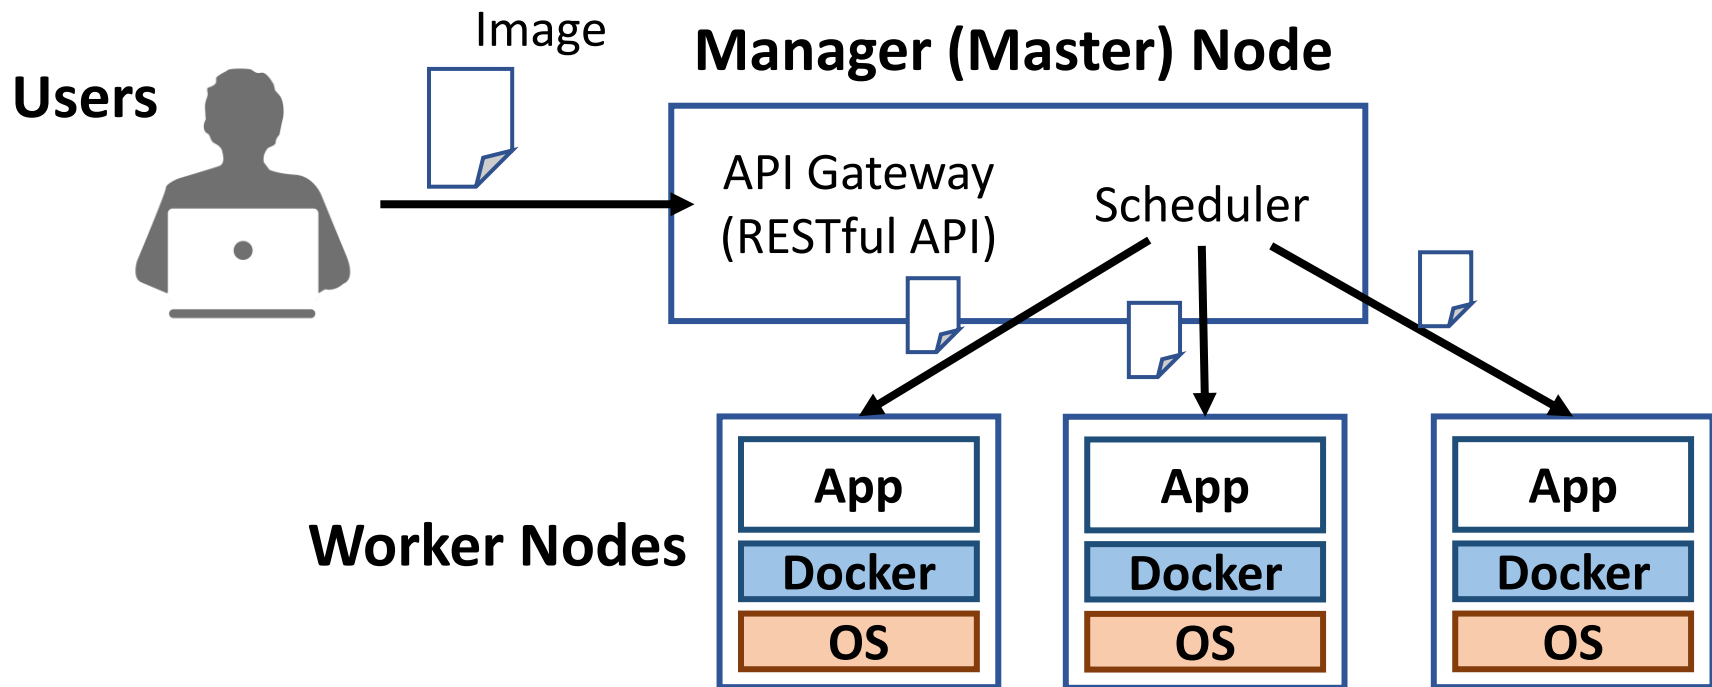 Image
Manager (Master) Node
Users
API Gateway
(RESTful API)
Scheduler
Worker Nodes
App
Docker
OS
App
Docker
OS
App
Docker
OS